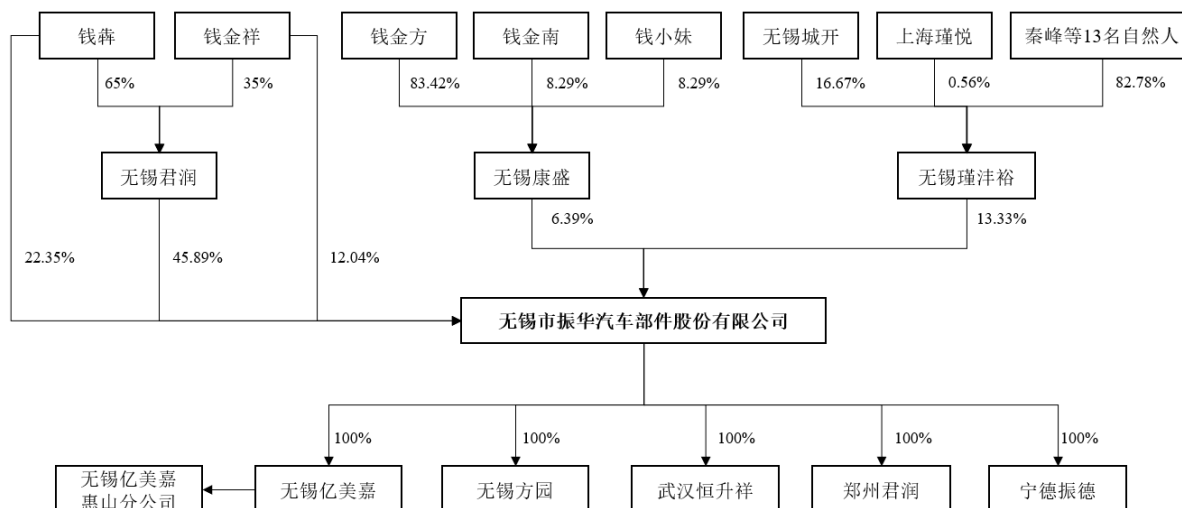 钱犇
钱金祥
钱金方
钱金南
钱小妹
无锡城开
上海瑾悦
秦峰等13名自然人
65%
35%
83.42%
8.29%
8.29%
16.67%
0.56%
82.78%
无锡君润
无锡康盛
无锡瑾沣裕
6.39%
13.33%
22.35%
45.89%
12.04%
无锡市振华汽车部件股份有限公司
100%
100%
100%
100%
100%
无锡亿美嘉
惠山分公司
无锡亿美嘉
无锡方园
武汉恒升祥
郑州君润
宁德振德